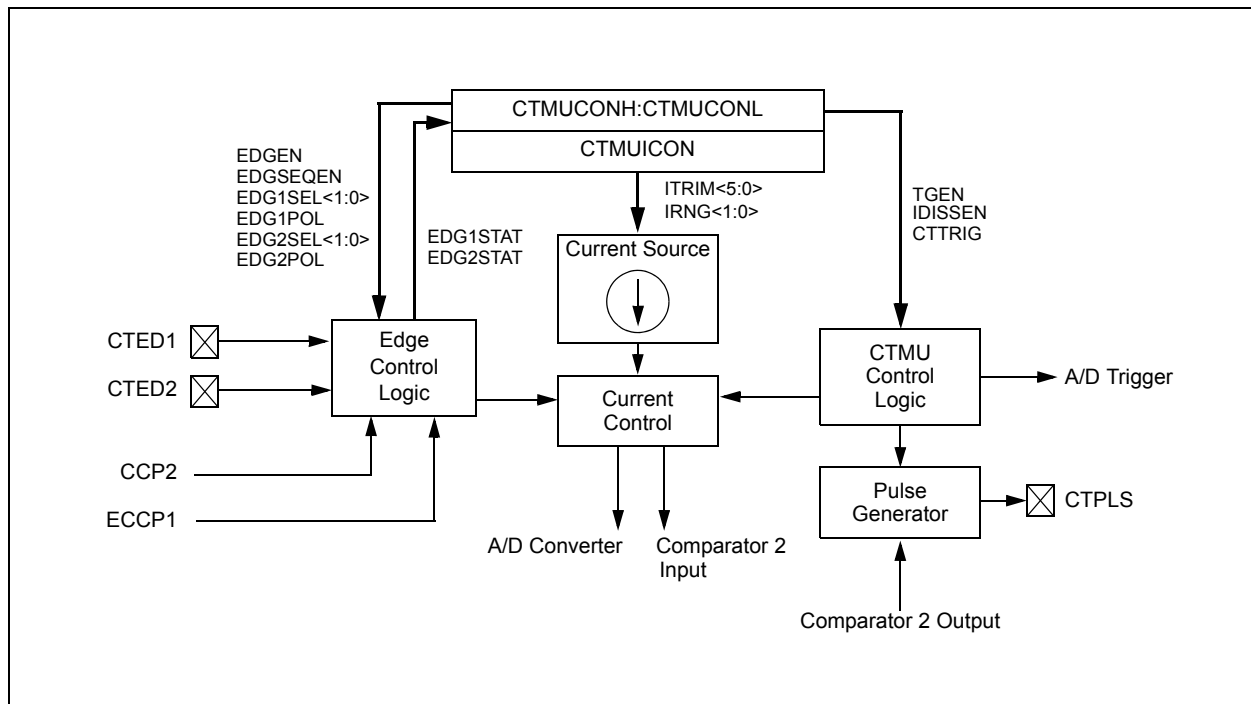 CTMUCONH:CTMUCONL
CTMUICON
EDGEN
EDGSEQEN
EDG1SEL<1:0>
EDG1POL
EDG2SEL<1:0>
EDG2POL
EDG1STAT
EDG2STAT
ITRIM<5:0>
IRNG<1:0>
TGEN
IDISSEN
CTTRIG
Current Source
CTED1
CTED2
Edge
Control
Logic
Current
Control
CTMU
Control
Logic
A/D Trigger
CCP2
ECCP1
Pulse
Generator
CTPLS
A/D Converter
Comparator 2
Input
Comparator 2 Output